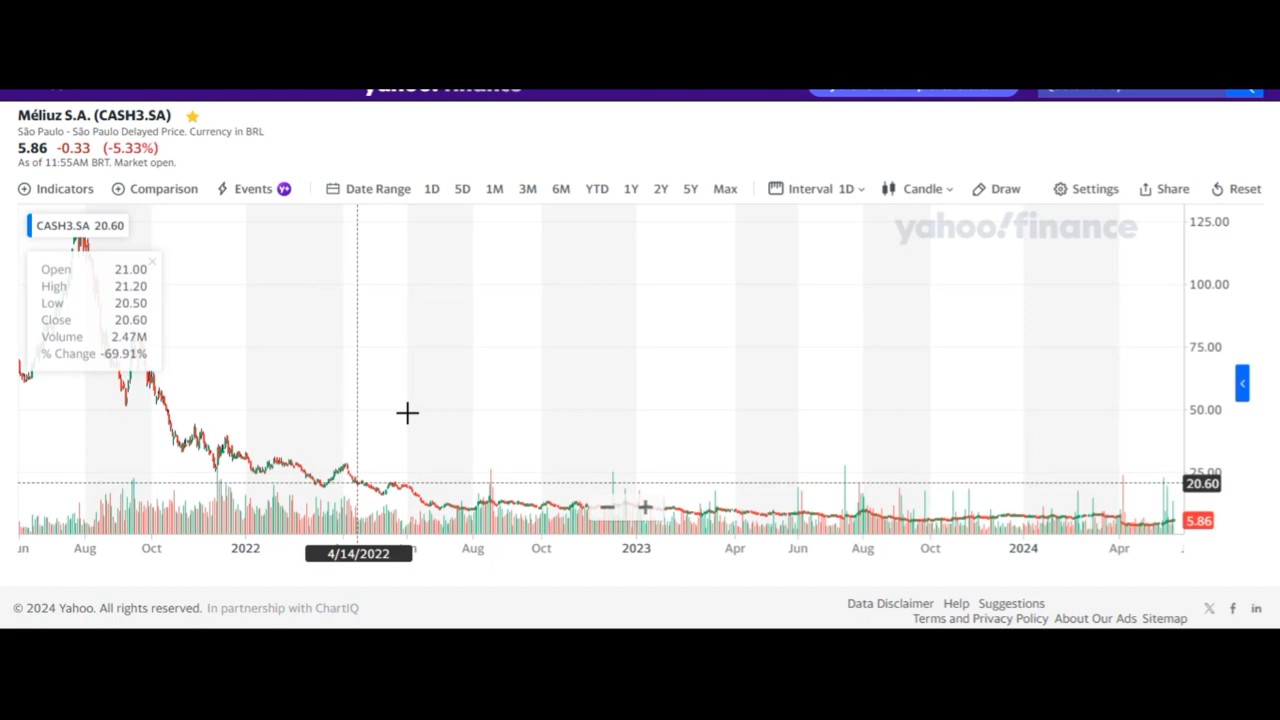 yahoo! finance
Méliuz S.A. (CASH3.SA)
São Paulo - São Paulo Delayed Price. Currency in BRL
5.86 -0.33 (-5.33%)
As of 11:55AM BRT. Market open.
Indicators Comparison Events Y+ Date Range 1D 5D 1M 3M 6M YTD 1Y 2Y 5Y Max Interval 1D Candle Draw Settings Share Reset
CASH3.SA 20.60
yahoo!finance
125.00
Open 21.00
High 21.20
100.00
Low 20.50
Close 20.60
Volume 2.47M
75.00
% Change -69.91%
50.00
25.00
20.60
5.86
un Aug Oct 2022 4/14/2022 n Aug Oct 2023 Apr Jun Aug Oct 2024 Apr
© 2024 Yahoo. All rights reserved. In partnership with ChartIQ
Data Disclaimer Help Suggestions
Terms and Privacy Policy About Our Ads Sitemap